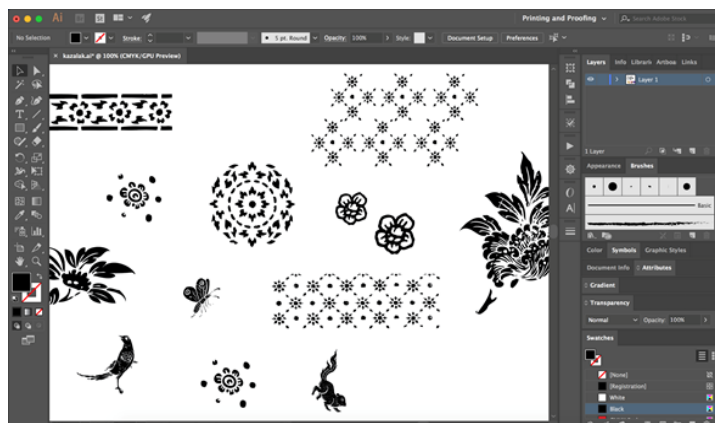 Ai
Printing and Proofing
Search Adobe Stock
No Selection
Stroke:
5 pt. Round
Opacity: 100%
Style:
Document Setup
Preferences
× kazalak.ai* @ 100% (CMYK/GPU Preview)
Layers Info Librark Artboa Links
Layer 1
1 Layer
Appearance Brushes
Basic
Color Symbols Graphic Styles
Document Info Attributes
Gradient
Transparency
Normal Opacity: 100%
Swatches
[None]
[Registration]
White
Black